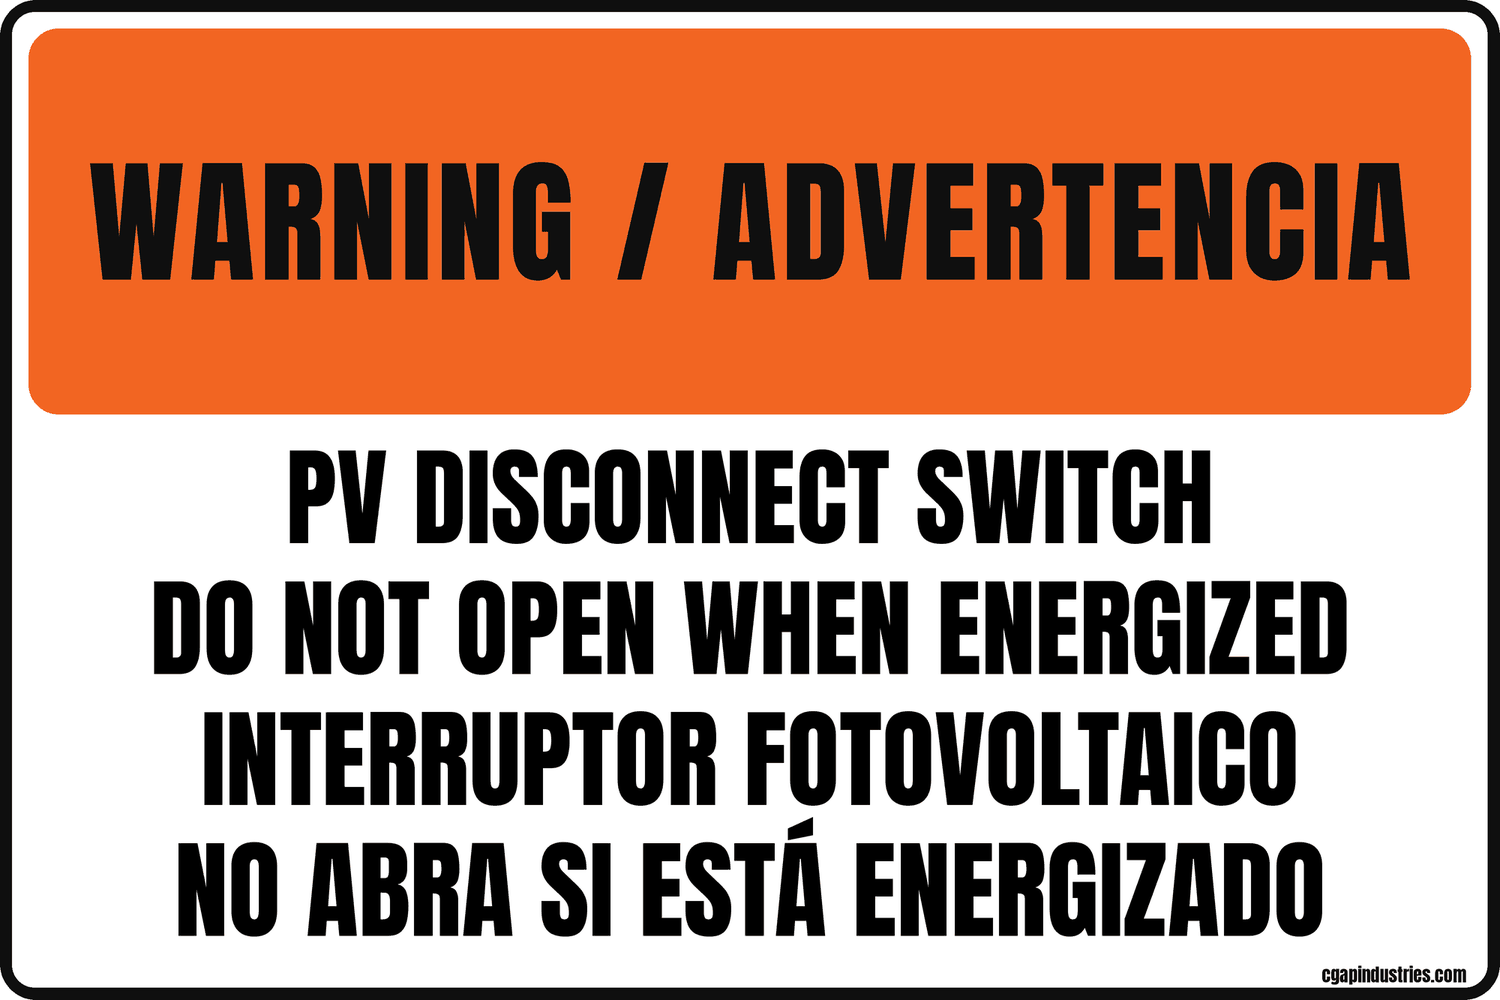 WARNING / ADVERTENCIA
PV DISCONNECT SWITCH
DO NOT OPEN WHEN ENERGIZED
INTERRUPTOR FOTOVOLTAICO
NO ABRA SI ESTÁ ENERGIZADO
cgapindustries.com